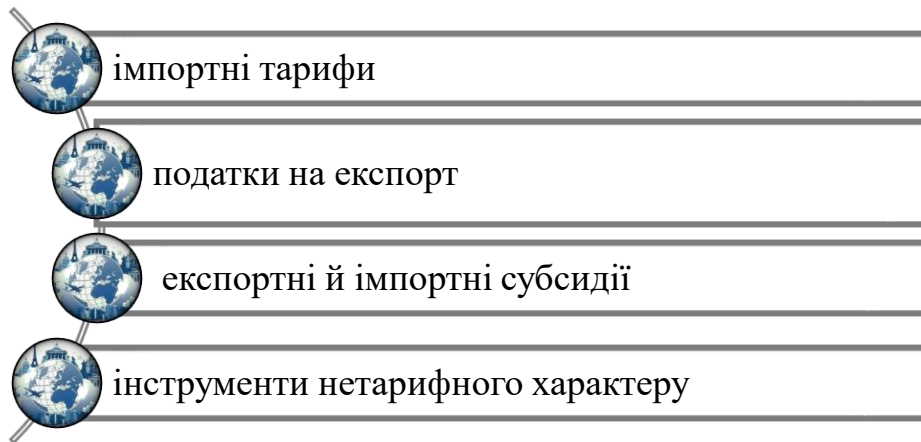 імпортні тарифи
податки на експорт
експортні й імпортні субсидії
інструменти нетарифного характеру